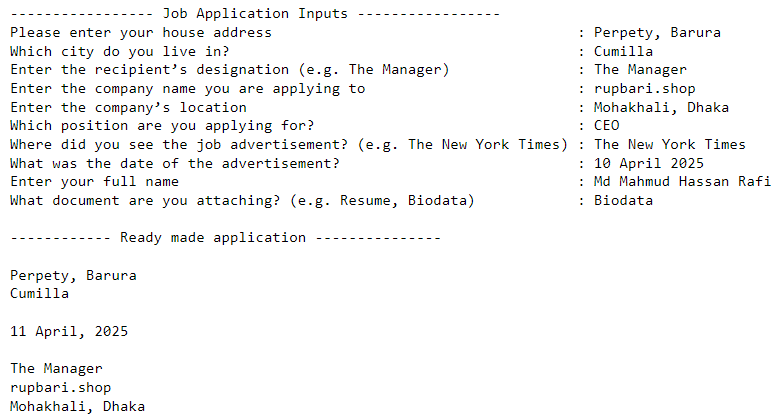 ----------------- Job Application Inputs -----------------
Please enter your house address : Perpety, Barura
Which city do you live in? : Cumilla
Enter the recipient’s designation (e.g. The Manager) : The Manager
Enter the company name you are applying to : rupbari.shop
Enter the company’s location : Mohakhali, Dhaka
Which position are you applying for? : CEO
Where did you see the job advertisement? (e.g. The New York Times) : The New York Times
What was the date of the advertisement? : 10 April 2025
Enter your full name : Md Mahmud Hassan Rafi
What document are you attaching? (e.g. Resume, Biodata) : Biodata
------------ Ready made application ---------------
Perpety, Barura
Cumilla
11 April, 2025
The Manager
rupbari.shop
Mohakhali, Dhaka